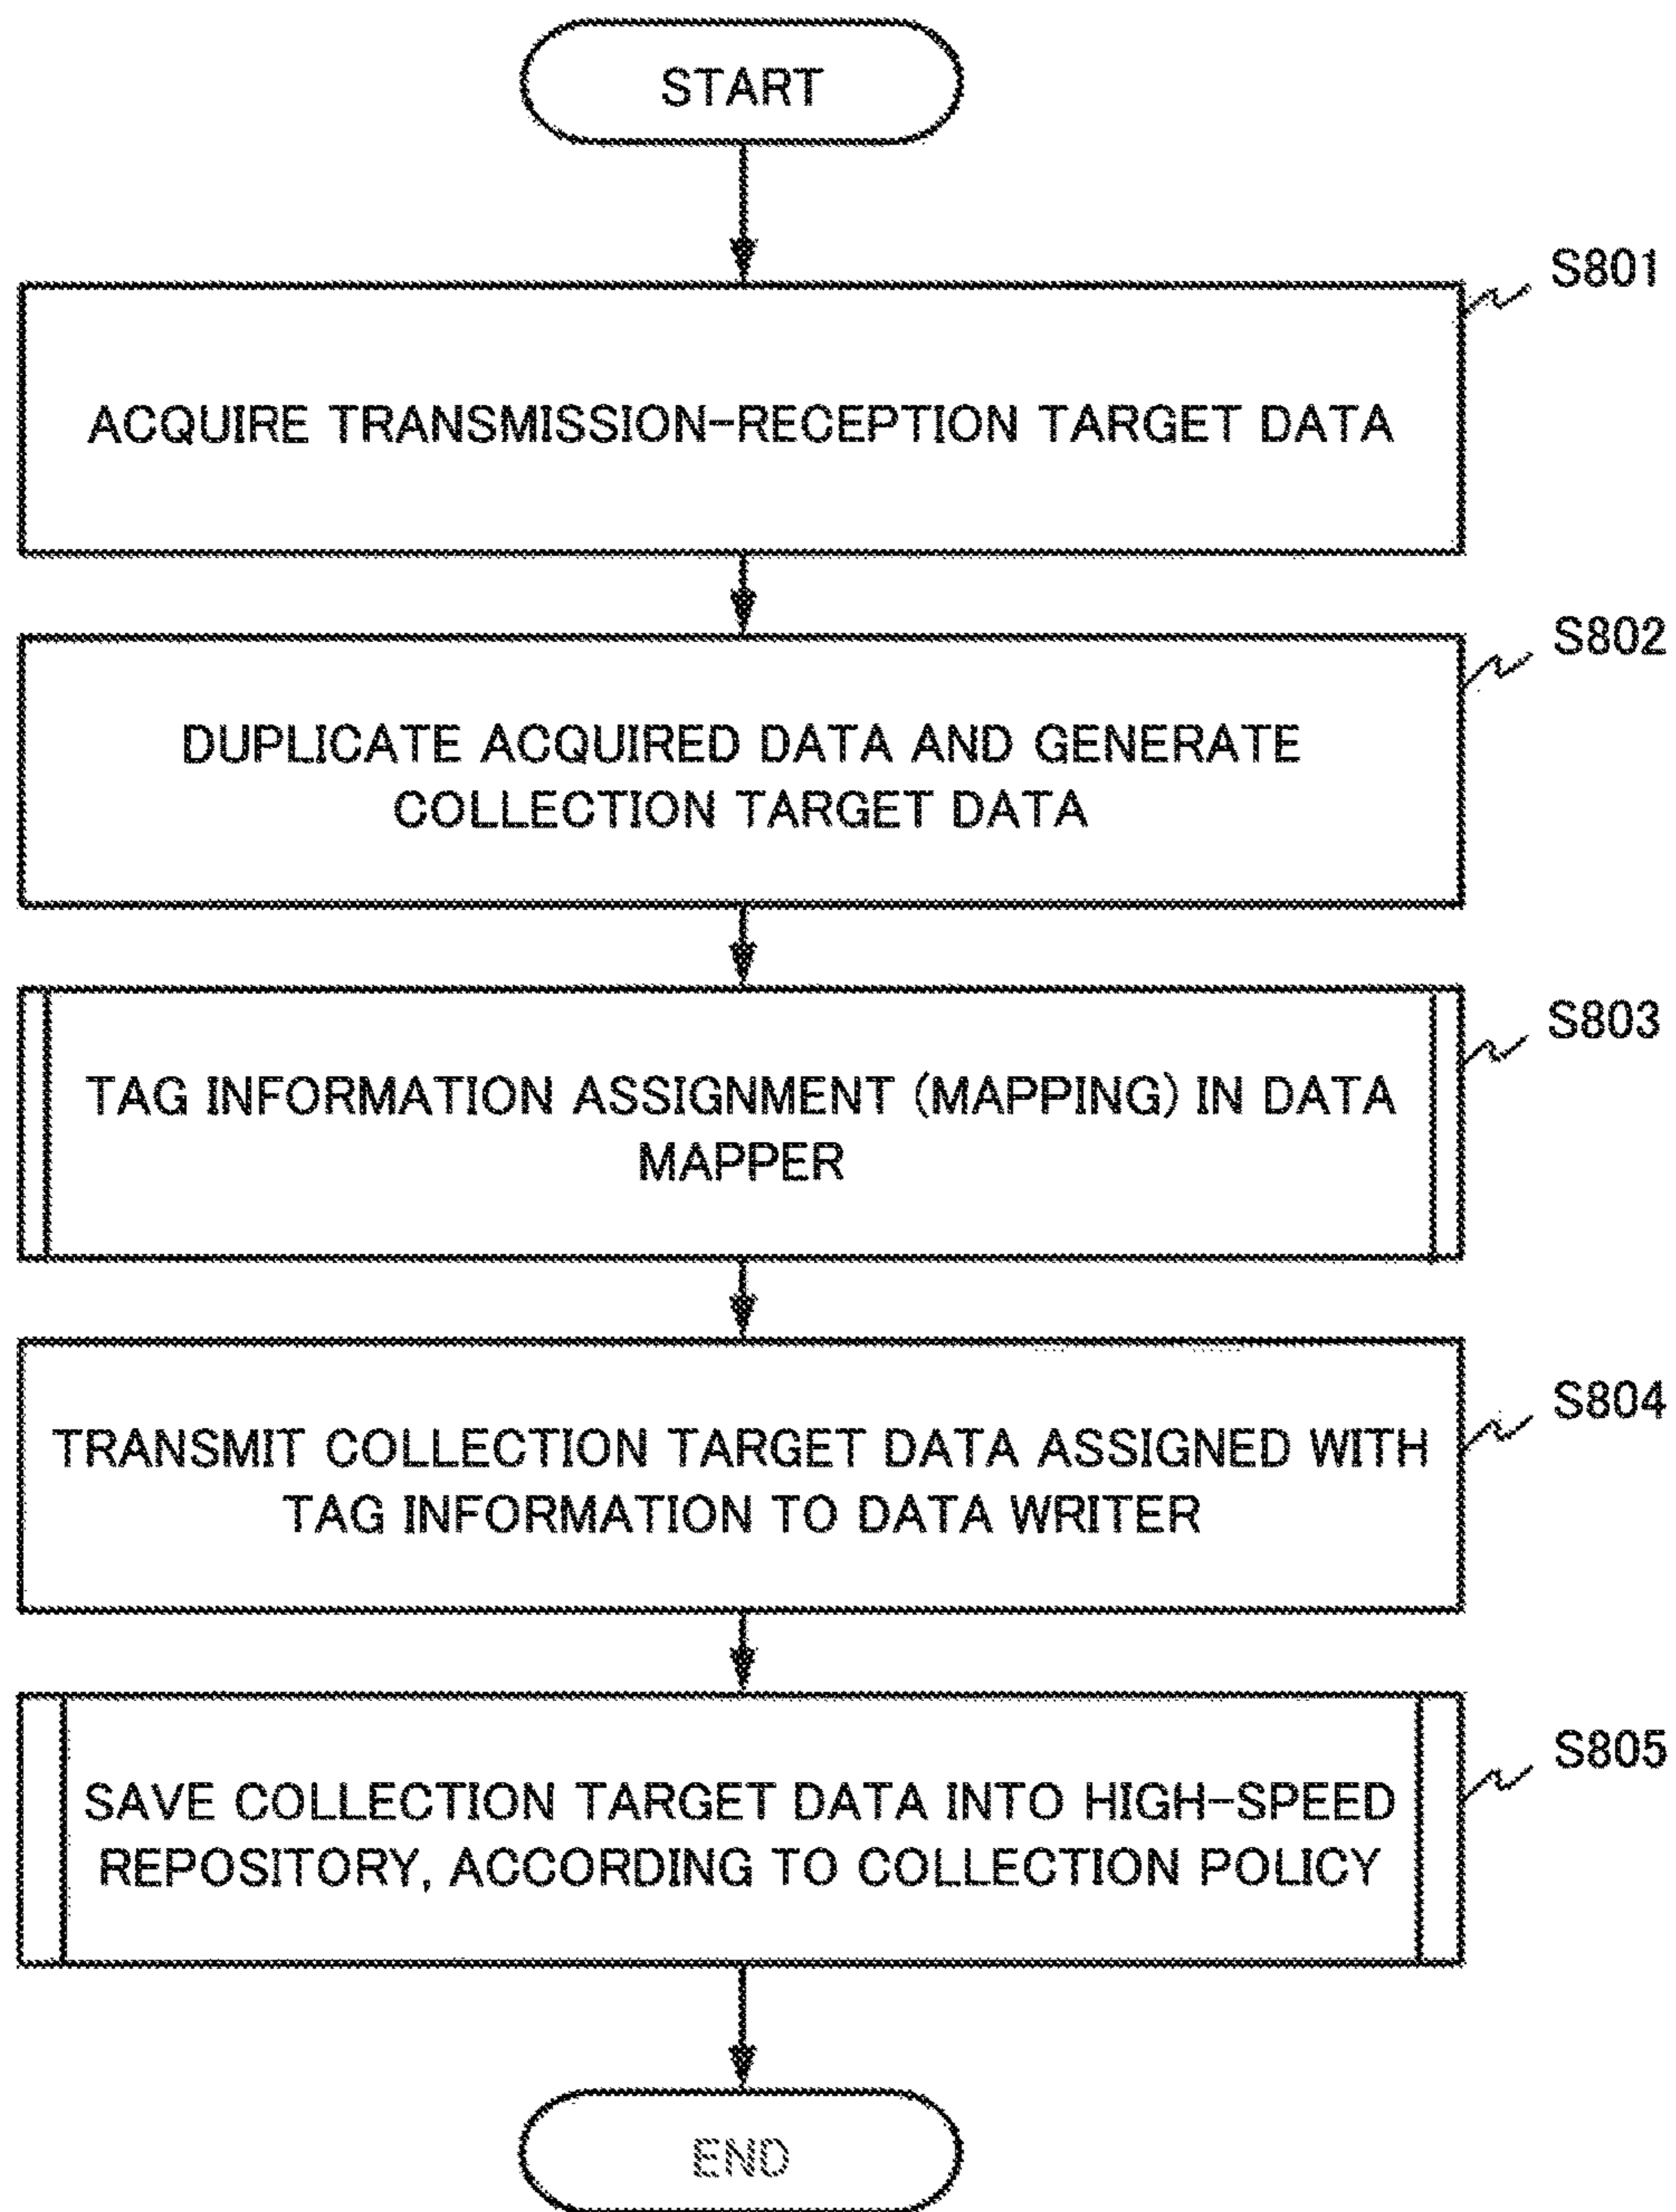 START
S801
ACQUIRE TRANSMISSION-RECEPTION TARGET DATA
S802
DUPLICATE ACQUIRED DATA AND GENERATE
COLLECTION TARGET DATA
S803
TAG INFORMATION ASSIGNMENT (MAPPING) IN DATA
MAPPER
S804
TRANSMIT COLLECTION TARGET DATA ASSIGNED WITH
TAG INFORMATION TO DATA WRITER
S805
SAVE COLLECTION TARGET DATA INTO HIGH-SPEED
REPOSITORY, ACCORDING TO COLLECTION POLICY
END